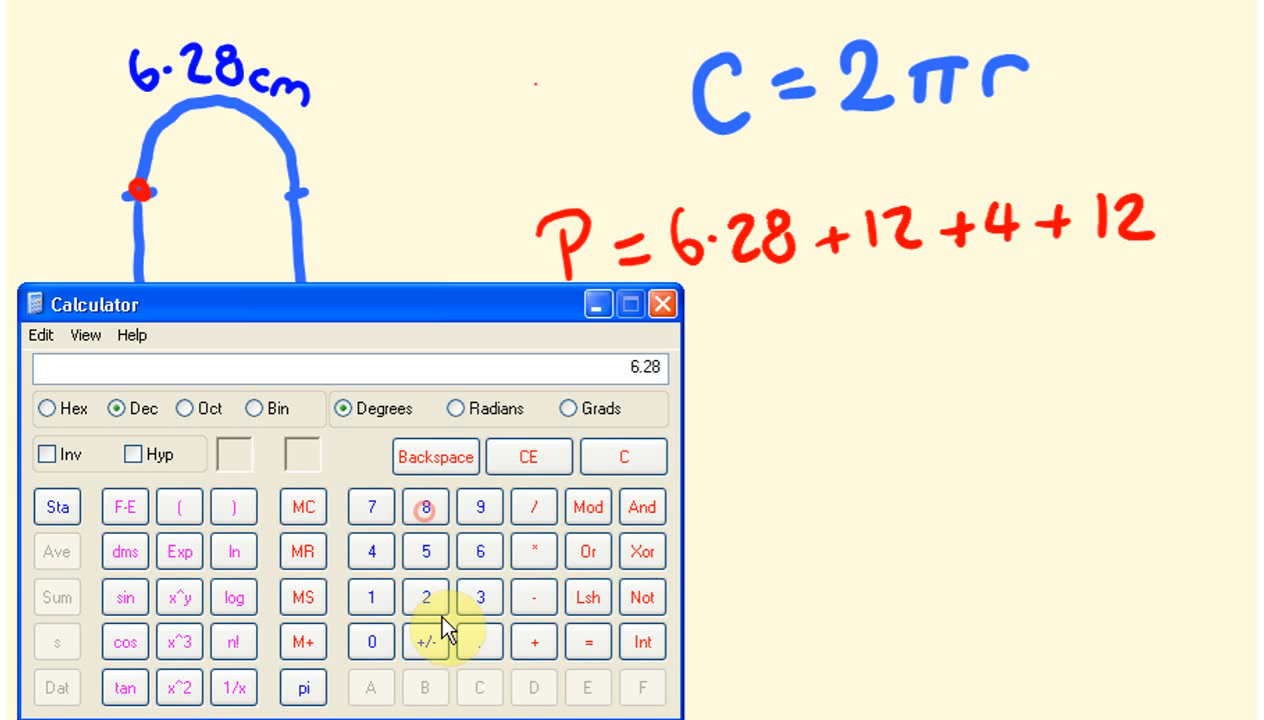 6.28cm
C = 2πr
P = 6.28 + 12 + 4 + 12
Calculator
Edit View Help
6.28
Hex Dec Oct Bin Degrees Radians Grads
Inv Hyp Backspace CE C
Sta F-E ( ) MC 7 8 9 / Mod And
Ave dms Exp ln MR 4 5 6 * Or Xor
Sum sin x^y log MS 1 2 3 - Lsh Not
s cos x^3 n! M+ 0 +/- . + = Int
Dat tan x^2 1/x pi A B C D E F